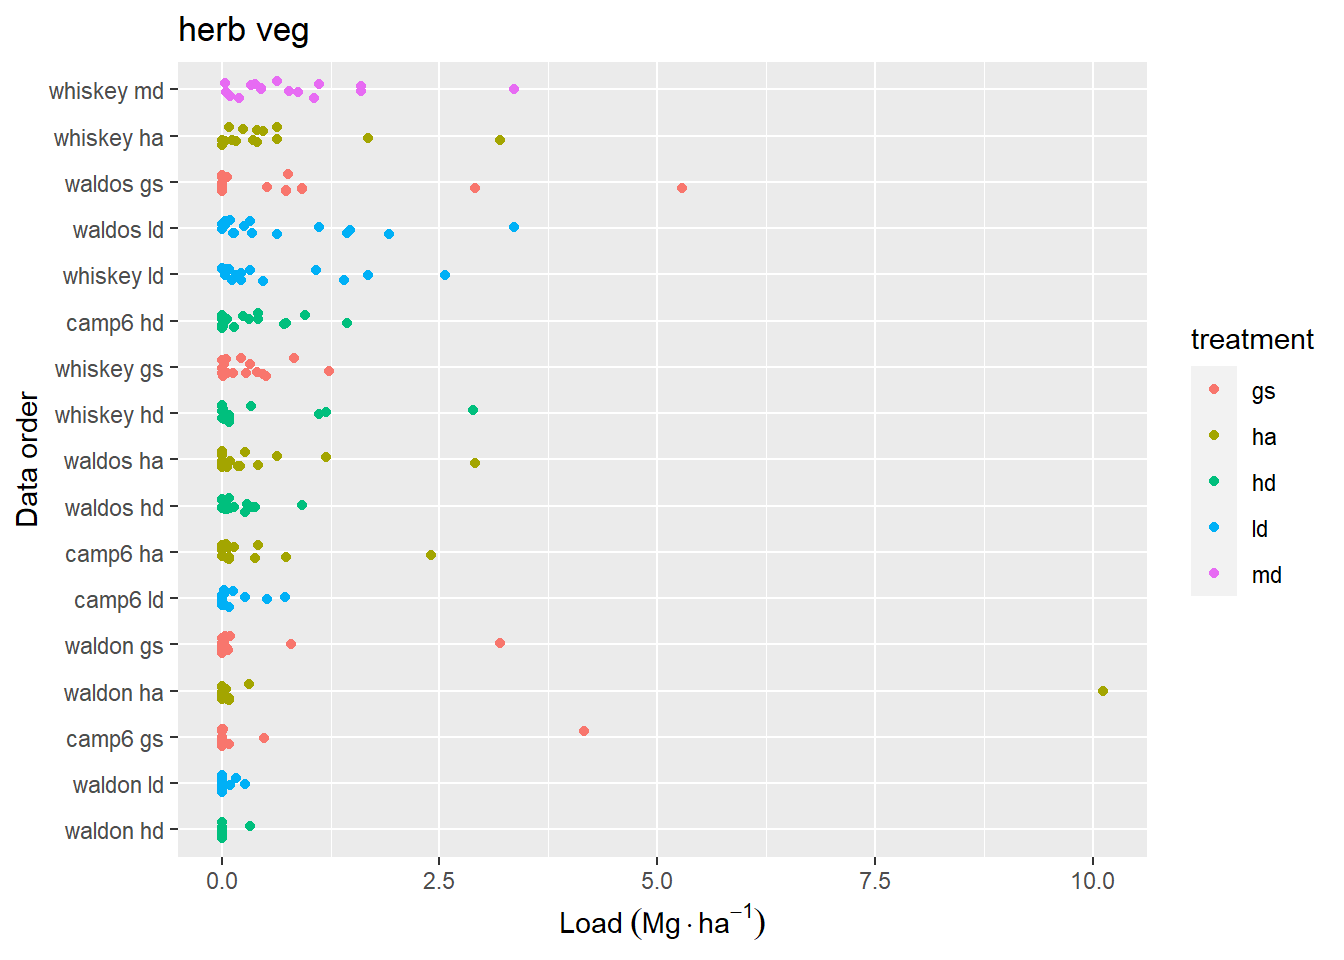 herb veg
whiskey md
whiskey ha
waldos gs
waldos ld
whiskey ld
camp6 hd
whiskey gs
whiskey hd
waldos ha
waldos hd
camp6 ha
camp6 ld
waldon gs
waldon ha
camp6 gs
waldon ld
waldon hd
Data order
0.0 2.5 5.0 7.5 10.0
Load (Mg·ha⁻¹)
treatment
gs
ha
hd
ld
md